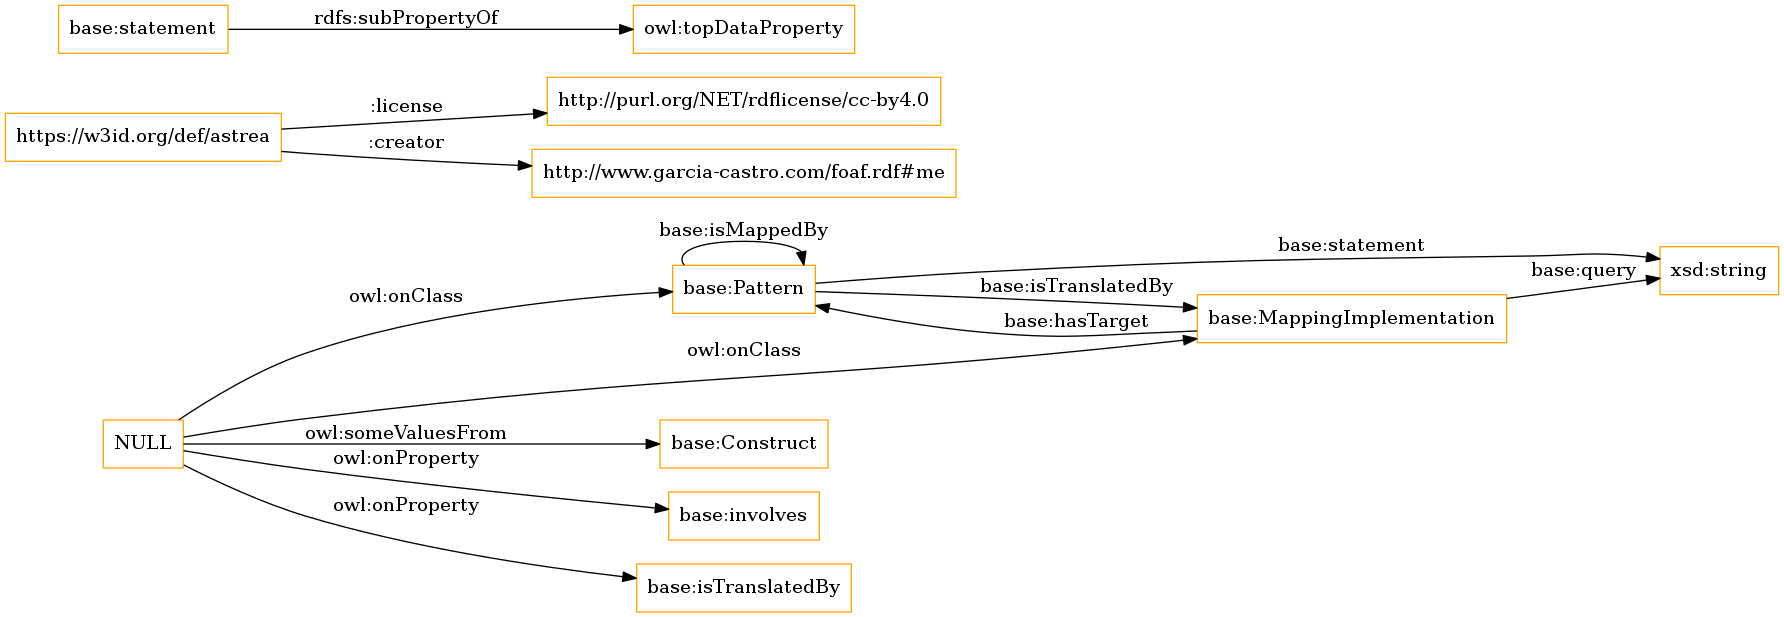 base:statement
rdfs:subPropertyOf
owl:topDataProperty
https://w3id.org/def/astrea
:license
http://purl.org/NET/rdflicense/cc-by4.0
:creator
http://www.garcia-castro.com/foaf.rdf#me
base:isMappedBy
base:Pattern
base:statement
xsd:string
base:query
base:isTranslatedBy
base:MappingImplementation
base:hasTarget
owl:onClass
owl:onClass
NULL
owl:someValuesFrom
base:Construct
owl:onProperty
base:involves
owl:onProperty
base:isTranslatedBy